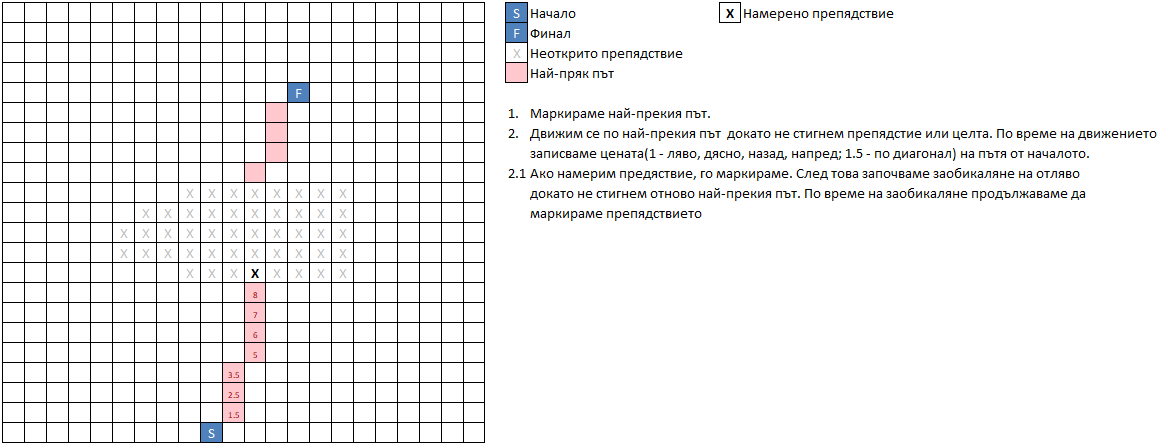 S Начало
F Финал
X Неоткрито препядствие
Най-пряк път
X Намерено препядствие
1. Маркираме най-прекия път.
2. Движим се по най-прекия път докато не стигнем препядстие или целта. По време на движението
записваме цената(1 - ляво, дясно, назад, напред; 1.5 - по диагонал) на пътя от началото.
2.1 Ако намерим предяствие, го маркираме. След това започваме заобикаляне на отляво
докато не стигнем отново най-прекия път. По време на заобикаляне продължаваме да
маркираме препядствието
F
X X X X X X X X
X X X X X X X X X X
X X X X X X X X X X X
X X X X X X X X X X X
X X X X X X X X
8
7
6
5
3.5
2.5
1.5
S